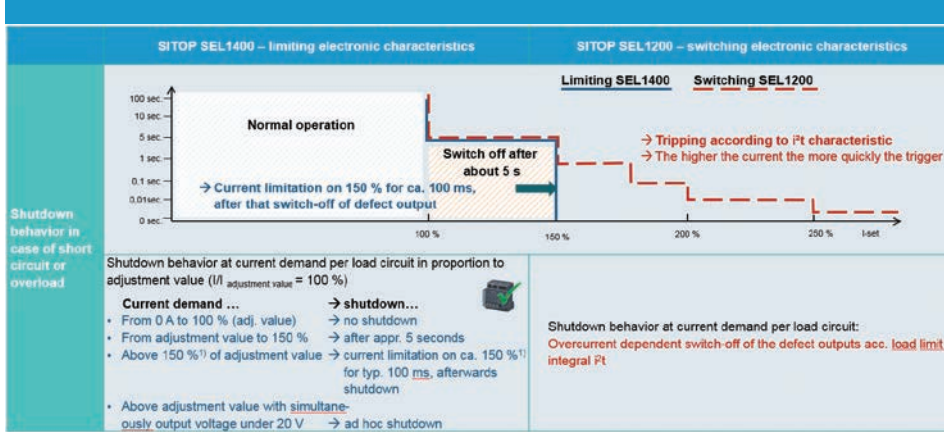 SITOP SEL1400 – limiting electronic characteristics
SITOP SEL1200 – switching electronic characteristics
Limiting SEL1400
Switching SEL1200
100 sec.
10 sec.
5 sec
1 sec
0,1 sec
0,01sec
0 sec
Normal operation
Switch off after
about 5 s
→ Current limitation on 150 % for ca. 100 ms,
after that switch-off of defect output
→ Tripping according to i²t characteristic
→ The higher the current the more quickly the trigger
100 %
150 %
200 %
250 %
I-set
Shutdown
behavior in
case of short
circuit or
overload
Shutdown behavior at current demand per load circuit in proportion to
adjustment value (I/I adjustment value = 100 %)
Current demand … → shutdown…
• From 0 A to 100 % (adj. value) → no shutdown
• From adjustment value to 150 % → after appr. 5 seconds
• Above 150 %¹⁾ of adjustment value → current limitation on ca. 150 %¹⁾
for typ. 100 ms, afterwards
shutdown
• Above adjustment value with simultane-
ously output voltage under 20 V → ad hoc shutdown
Shutdown behavior at current demand per load circuit:
Overcurrent dependent switch-off of the defect outputs acc. load limit
integral I²t